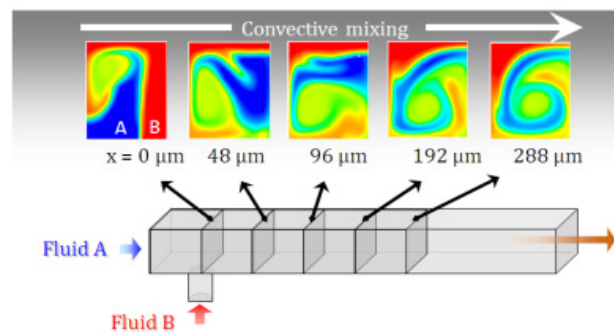 Convective mixing
A B
x = 0 μm 48 μm 96 μm 192 μm 288 μm
Fluid A
Fluid B